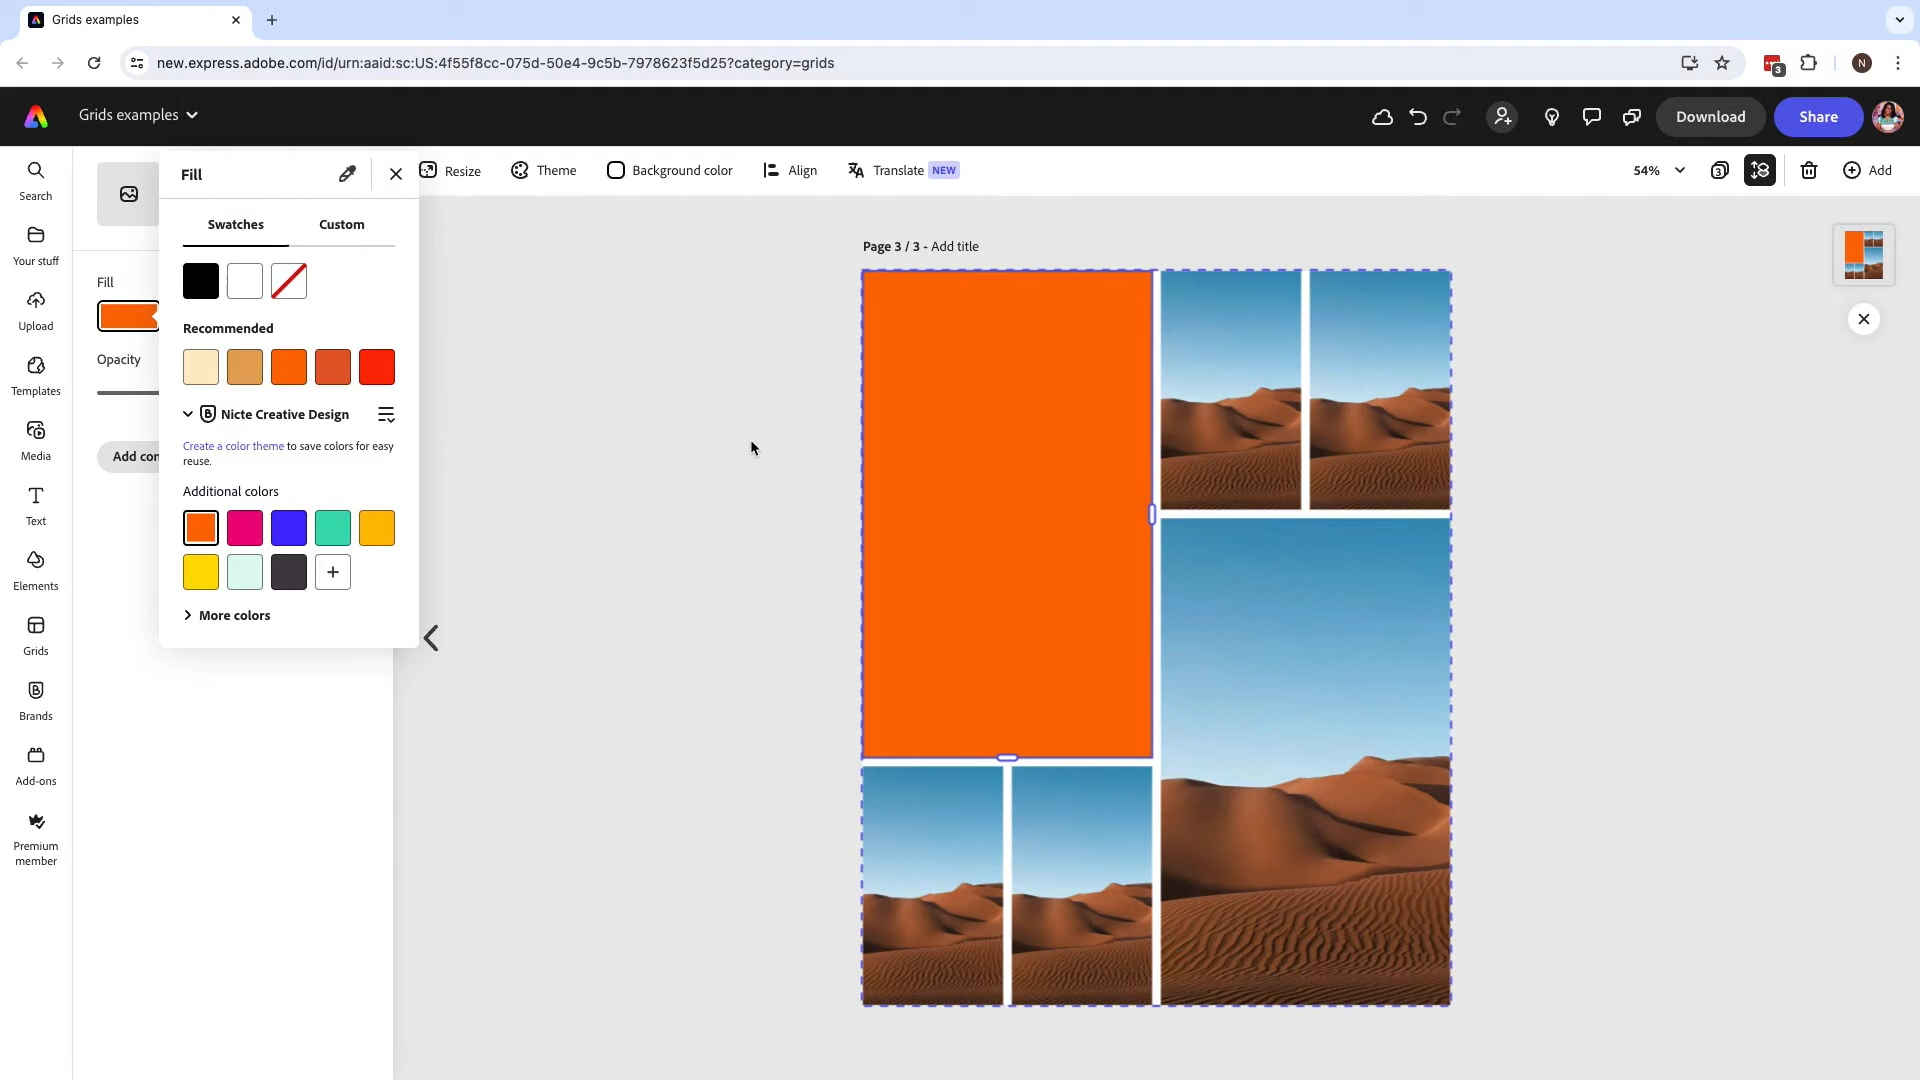 Grids examples
new.express.adobe.com/id/urn:aaid:sc:US:4f55f8cc-075d-50e4-9c5b-7978623f5d25?category=grids
3
N
Grids examples
Download
Share
Search
Your stuff
Upload
Templates
Media
Text
Elements
Grids
Brands
Add-ons
Premium
member
Fill
Opacity
Add con
Fill
Swatches
Custom
Recommended
B Nicte Creative Design
Create a color theme to save colors for easy
reuse.
Additional colors
+
More colors
Resize
Theme
Background color
Align
Translate NEW
54%
3
Add
Page 3 / 3 - Add title